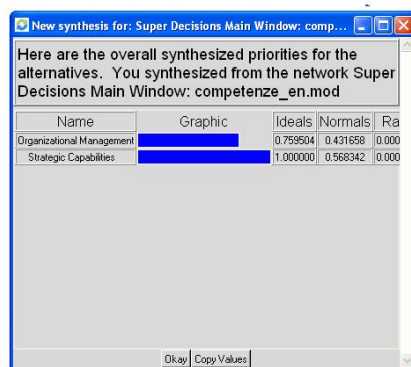 New synthesis for: Super Decisions Main Window: comp...
Here are the overall synthesized priorities for the
alternatives. You synthesized from the network Super
Decisions Main Window: competenze_en.mod
Name Graphic Ideals Normals Ra
Organizational Management 0.759504 0.431658 0.000
Strategic Capabilities 1.000000 0.568342 0.000
Okay Copy Values